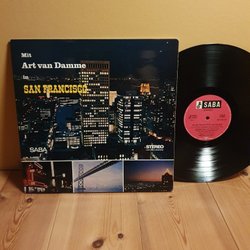 Mit
Art van Damme
in
SAN FRANCISCO
SABA
STEREO
SABA